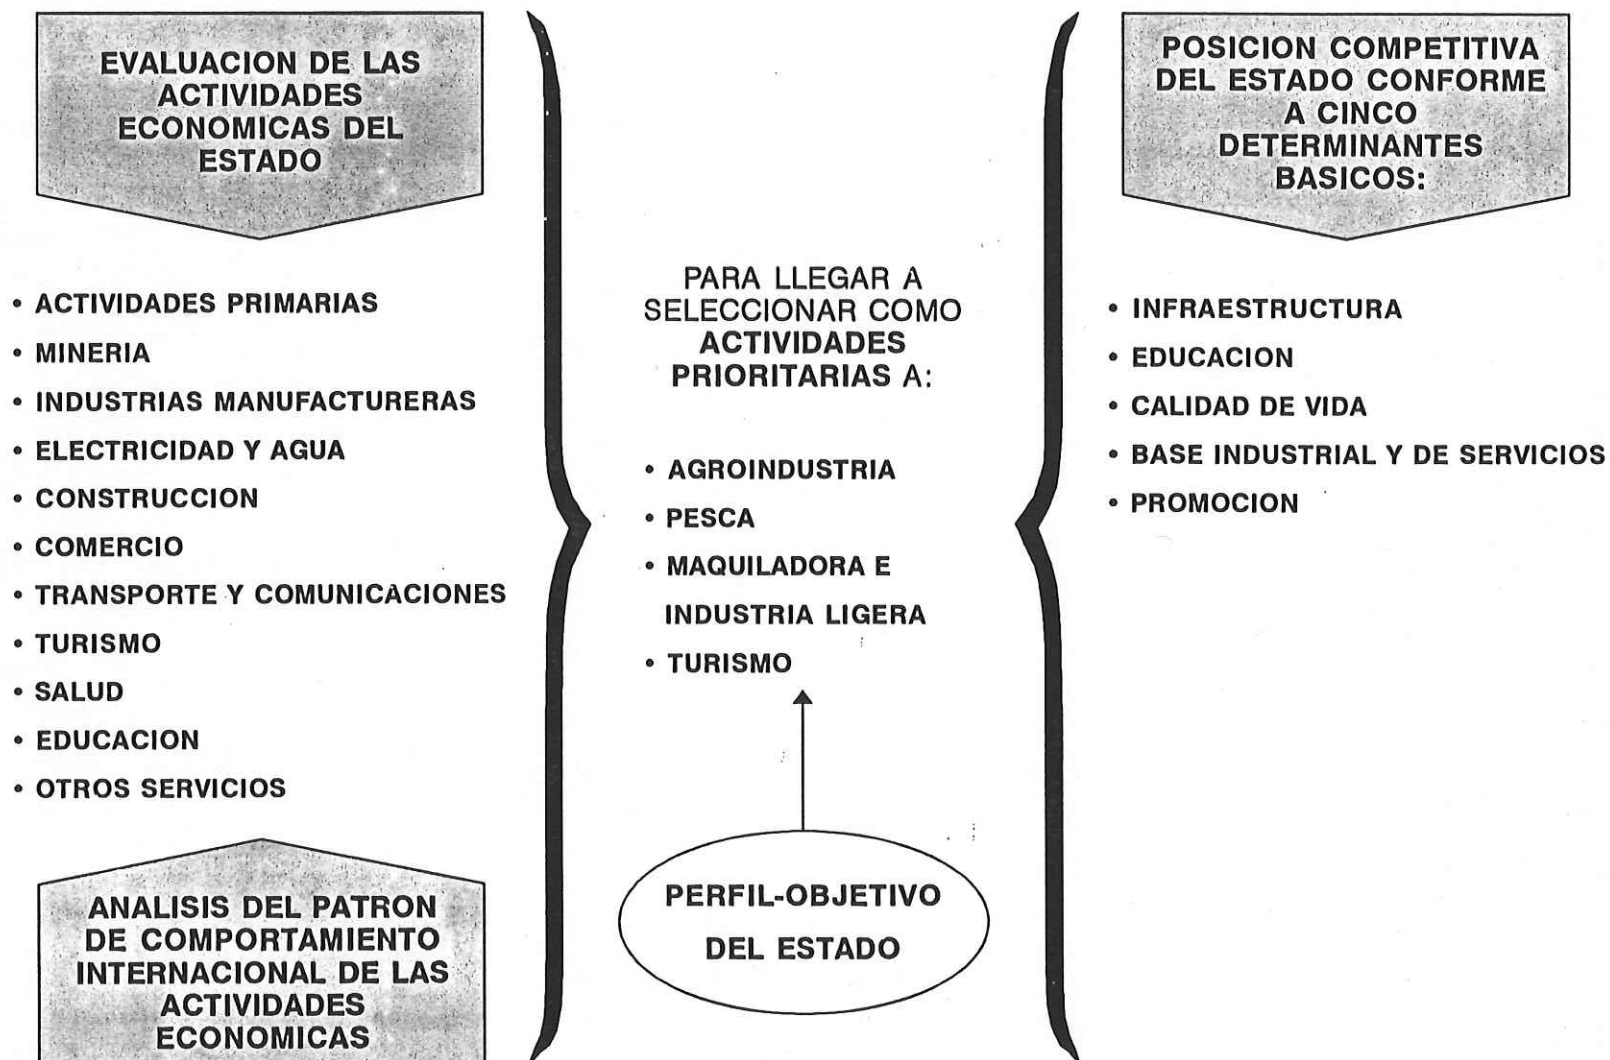 EVALUACION DE LAS
ACTIVIDADES
ECONOMICAS DEL
ESTADO
• ACTIVIDADES PRIMARIAS
• MINERIA
• INDUSTRIAS MANUFACTURERAS
• ELECTRICIDAD Y AGUA
• CONSTRUCCION
• COMERCIO
• TRANSPORTE Y COMUNICACIONES
• TURISMO
• SALUD
• EDUCACION
• OTROS SERVICIOS
ANALISIS DEL PATRON
DE COMPORTAMIENTO
INTERNACIONAL DE LAS
ACTIVIDADES
ECONOMICAS
PARA LLEGAR A
SELECCIONAR COMO
ACTIVIDADES
PRIORITARIAS A:
• AGROINDUSTRIA
• PESCA
• MAQUILADORA E
INDUSTRIA LIGERA
• TURISMO
PERFIL-OBJETIVO
DEL ESTADO
POSICION COMPETITIVA
DEL ESTADO CONFORME
A CINCO
DETERMINANTES
BASICOS:
• INFRAESTRUCTURA
• EDUCACION
• CALIDAD DE VIDA
• BASE INDUSTRIAL Y DE SERVICIOS
• PROMOCION